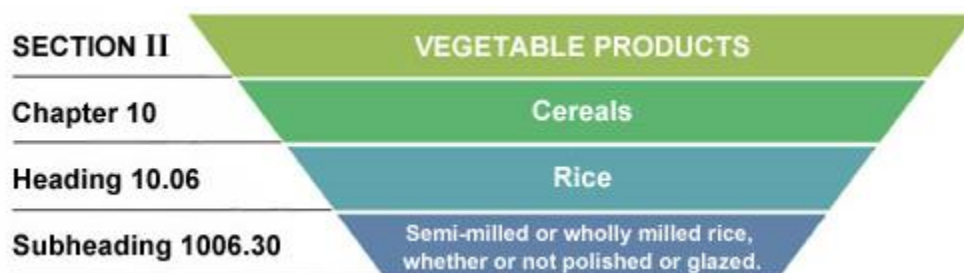 SECTION II
VEGETABLE PRODUCTS
Chapter 10
Cereals
Heading 10.06
Rice
Subheading 1006.30
Semi-milled or wholly milled rice,
whether or not polished or glazed.